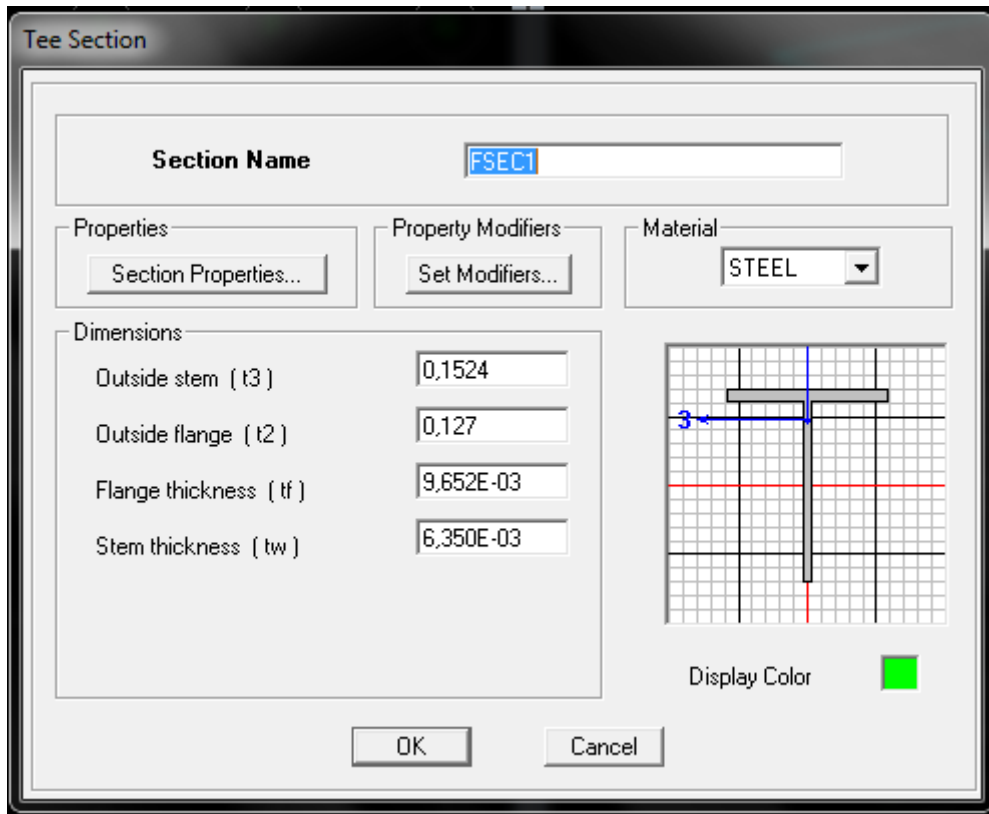 Tee Section
Section Name FSEC1
Properties Property Modifiers Material
Section Properties... Set Modifiers... STEEL
Dimensions
Outside stem ( t3 ) 0,1524
Outside flange ( t2 ) 0,127
Flange thickness ( tf ) 9,652E-03
Stem thickness ( tw ) 6,350E-03
3
Display Color
OK Cancel